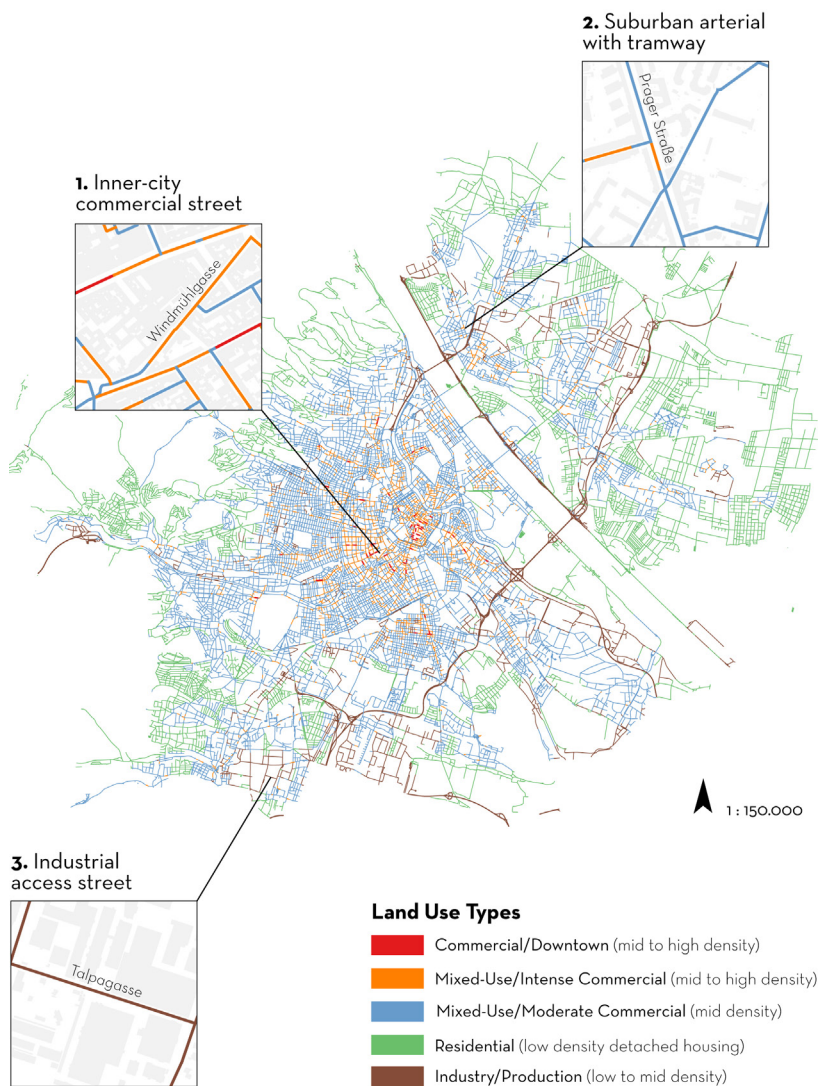 2. Suburban arterial
with tramway
Prager Straße
1. Inner-city
commercial street
Windmühlgasse
1 : 150.000
3. Industrial
access street
Talpagasse
Land Use Types
Commercial/Downtown (mid to high density)
Mixed-Use/Intense Commercial (mid to high density)
Mixed-Use/Moderate Commercial (mid density)
Residential (low density detached housing)
Industry/Production (low to mid density)